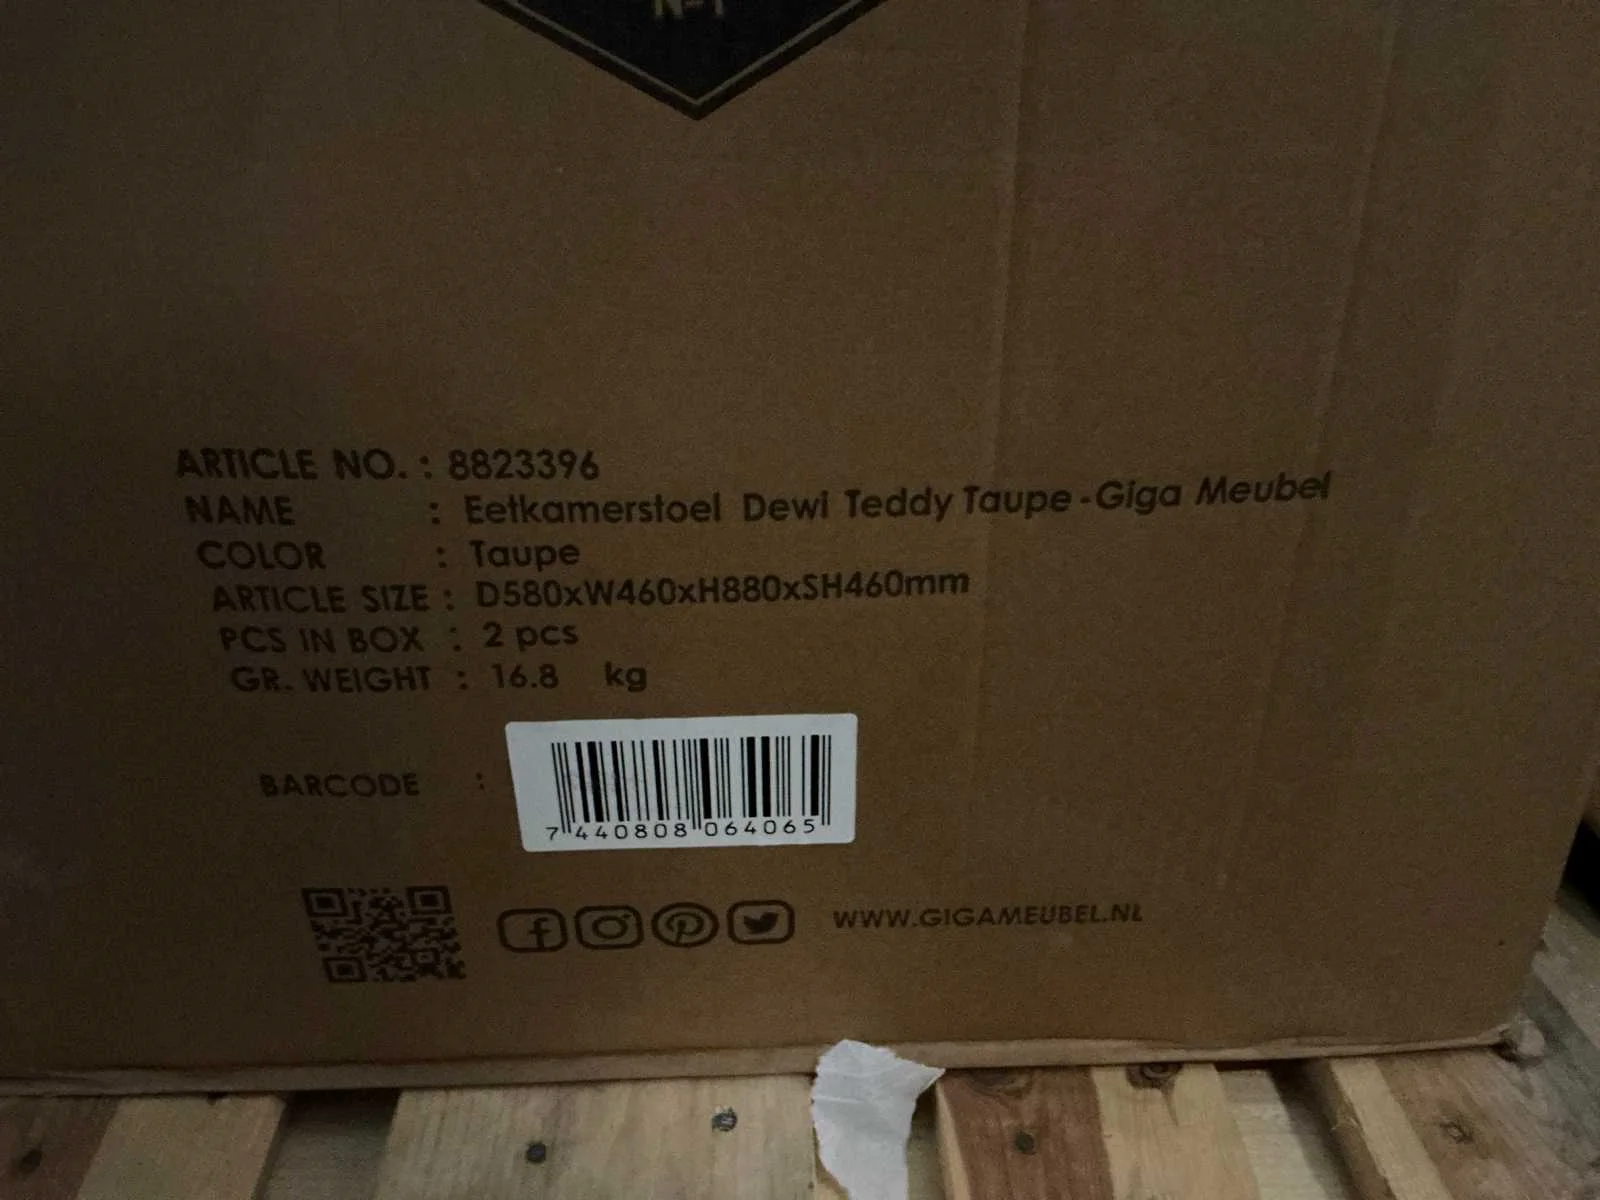 Nº1
ARTICLE NO. : 8823396
NAME : Eetkamerstoel Dewi Teddy Taupe - Giga Meubel
COLOR : Taupe
ARTICLE SIZE : D580xW460xH880xSH460mm
PCS IN BOX : 2 pcs
GR. WEIGHT : 16.8 kg
BARCODE :
7 440808 064065
WWW.GIGAMEUBEL.NL